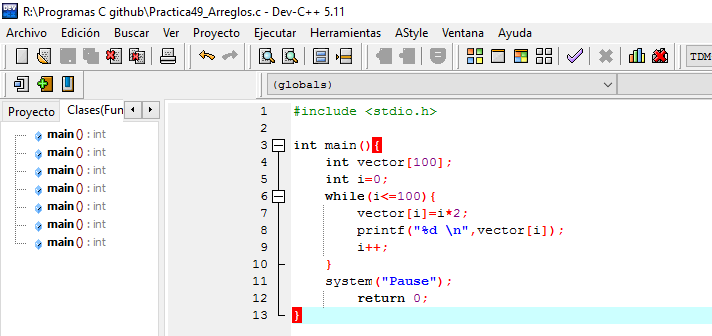 R:\Programas C github\Practica49_Arreglos.c - Dev-C++ 5.11
Archivo Edición Buscar Ver Proyecto Ejecutar Herramientas AStyle Ventana Ayuda
TDM
(globals)
Proyecto Clases(Fun
main () : int
main () : int
main () : int
main () : int
main () : int
main () : int
main () : int
1 #include <stdio.h>
2
3 int main(){
4 int vector[100];
5 int i=0;
6 while(i<=100){
7 vector[i]=i*2;
8 printf("%d \n",vector[i]);
9 i++;
10 }
11 system("Pause");
12 return 0;
13 }